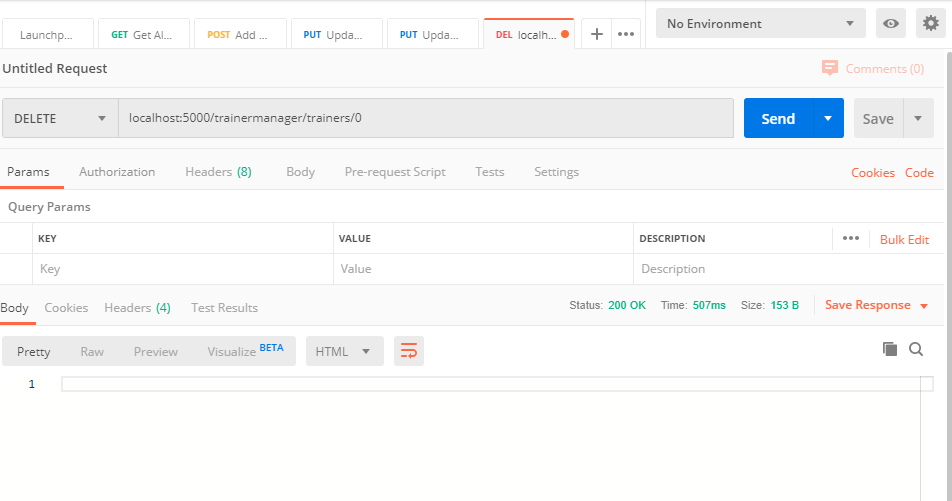 Launchp... GET Get Al... POST Add ... PUT Upda... PUT Upda... DEL localh... + ••• No Environment
Untitled Request Comments (0)
DELETE localhost:5000/trainermanager/trainers/0 Send Save
Params Authorization Headers (8) Body Pre-request Script Tests Settings Cookies Code
Query Params
KEY VALUE DESCRIPTION ••• Bulk Edit
Key Value Description
Body Cookies Headers (4) Test Results Status: 200 OK Time: 507ms Size: 153 B Save Response
Pretty Raw Preview Visualize BETA HTML
1